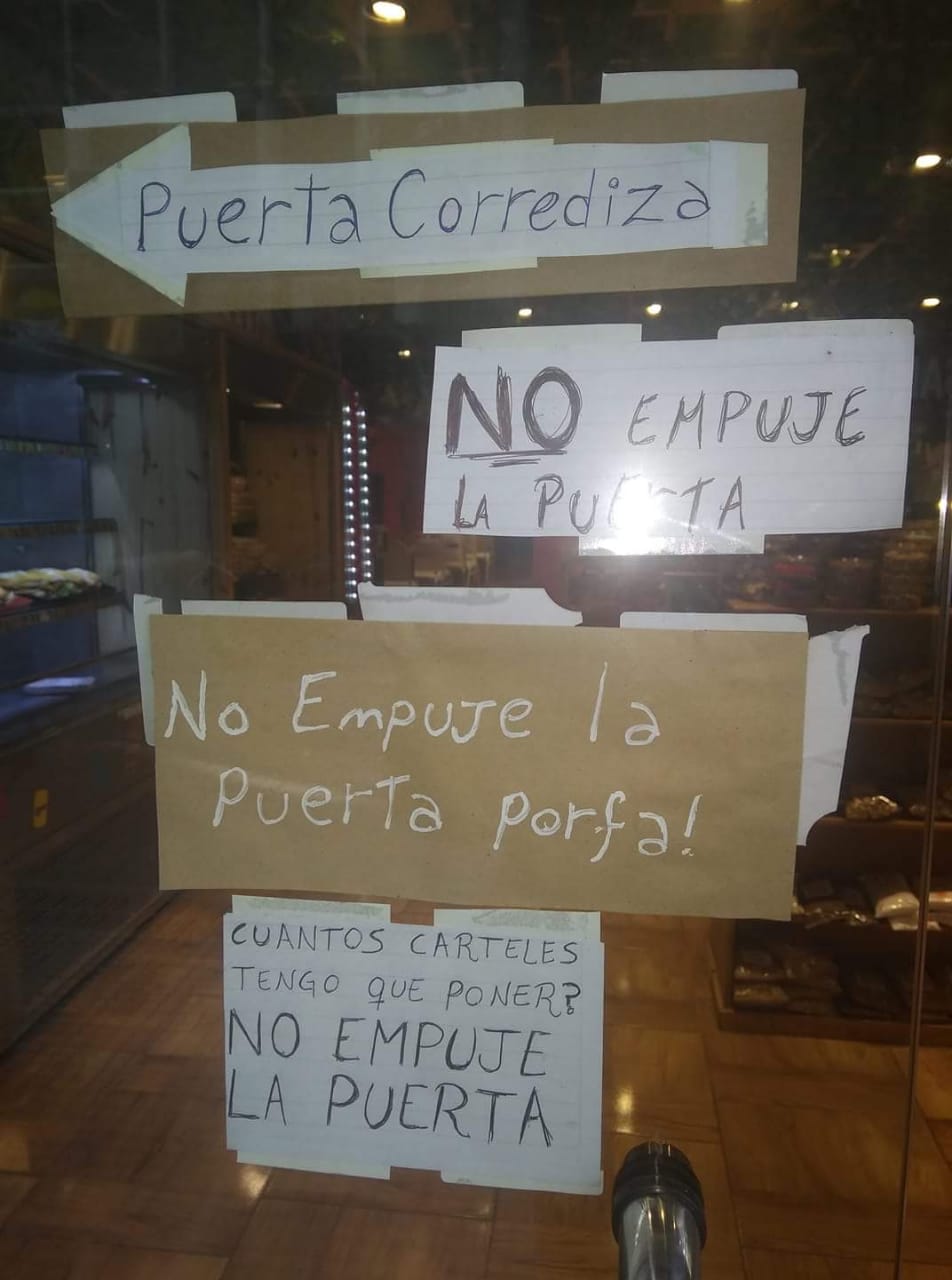 Puerta Corrediza
NO EMPUJE
LA PUERTA
No Empuje la
Puerta porfa!
CUANTOS CARTELES
TENGO QUE PONER?
NO EMPUJE
LA PUERTA